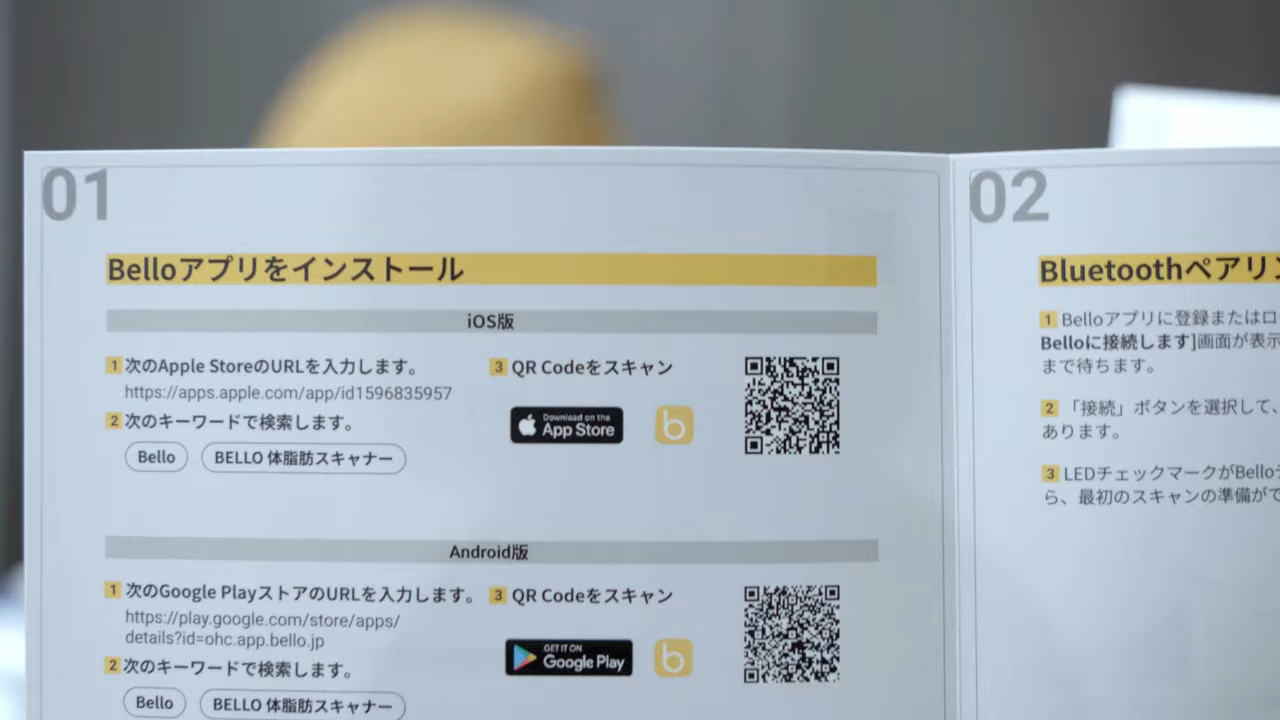 01
Belloアプリをインストール
iOS版
1 次のApple StoreのURLを入力します。
https://apps.apple.com/app/id1596835957
2 次のキーワードで検索します。
Bello
BELLO 体脂肪スキャナー
3 QR Codeをスキャン
Download on the
App Store
b
Android版
1 次のGoogle PlayストアのURLを入力します。
https://play.google.com/store/apps/
details?id=ohc.app.bello.jp
2 次のキーワードで検索します。
Bello
BELLO 体脂肪スキャナー
3 QR Codeをスキャン
GET IT ON
Google Play
b
02
Bluetoothペアリン
1 Belloアプリに登録またはロ
Belloに接続します]画面が表示
まで待ちます。
2 「接続」ボタンを選択して、
あります。
3 LEDチェックマークがBello
ら、最初のスキャンの準備がで